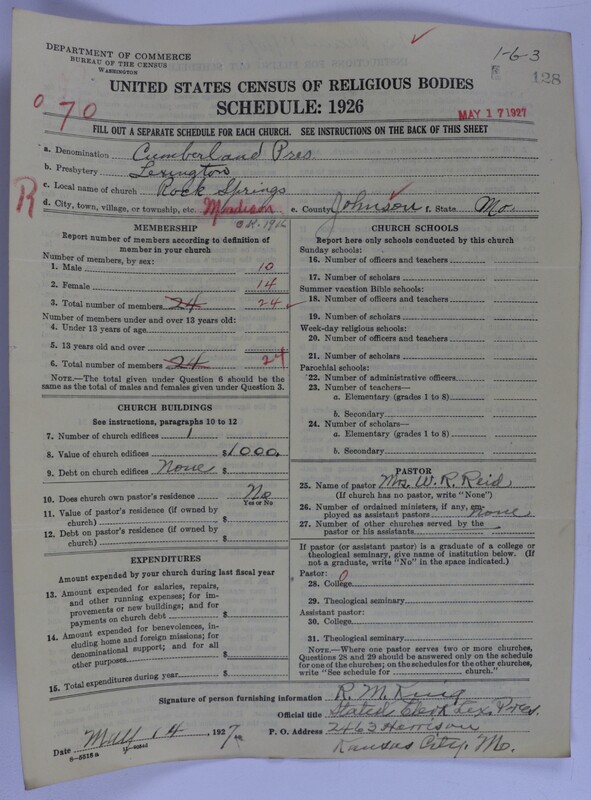 DEPARTMENT OF COMMERCE
BUREAU OF THE CENSUS
WASHINGTON
1-6-3
128
UNITED STATES CENSUS OF RELIGIOUS BODIES
SCHEDULE: 1926
70
MAY 17 1927
FILL OUT A SEPARATE SCHEDULE FOR EACH CHURCH. SEE INSTRUCTIONS ON THE BACK OF THIS SHEET
a. Denomination Cumberland Pres.
b. Presbytery Lexington
c. Local name of church Rock Springs
R
d. City, town, village, or township, etc. Madison e. County Johnson f. State Mo.
O.K. 1916
MEMBERSHIP
Report number of members according to definition of
member in your church
Number of members, by sex:
1. Male 10
2. Female 14
3. Total number of members 24 24
Number of members under and over 13 years old:
4. Under 13 years of age
5. 13 years old and over
6. Total number of members 24 24
NOTE.—The total given under Question 6 should be
same as the total of males and females given under Question 3.
CHURCH BUILDINGS
See instructions, paragraphs 10 to 12
7. Number of church edifices 1
8. Value of church edifices $1000
9. Debt on church edifices None $
10. Does church own pastor's residence No
Yes or No
11. Value of pastor's residence (if owned by
church) $
12. Debt on pastor's residence (if owned by
church) $
EXPENDITURES
Amount expended by your church during last fiscal year
13. Amount expended for salaries, repairs,
and other running expenses; for im-
provements or new buildings; and for
payments on church debt $
14. Amount expended for benevolences, in-
cluding home and foreign missions; for
denominational support; and for all
other purposes $
15. Total expenditures during year $
CHURCH SCHOOLS
Report here only schools conducted by this church
Sunday schools:
16. Number of officers and teachers
17. Number of scholars
Summer vacation Bible schools:
18. Number of officers and teachers
19. Number of scholars
Week-day religious schools:
20. Number of officers and teachers
21. Number of scholars
Parochial schools:
22. Number of administrative officers
23. Number of teachers—
a. Elementary (grades 1 to 8)
b. Secondary
24. Number of scholars—
a. Elementary (grades 1 to 8)
b. Secondary
PASTOR
25. Name of pastor Mrs. W. R. Reid
(If church has no pastor, write "None")
26. Number of ordained ministers, if any, em-
ployed as assistant pastors none
27. Number of other churches served by the
pastor or his assistants
If pastor (or assistant pastor) is a graduate of a college or
theological seminary, give name of institution below. (If
not a graduate, write "No" in the space indicated.)
Pastor:
28. College 0
29. Theological seminary
Assistant pastor:
30. College
31. Theological seminary
NOTE.—Where one pastor serves two or more churches,
Questions 28 and 29 should be answered only on the schedule
for one of the churches; on the schedules for the other churches,
write "See schedule for church."
Signature of person furnishing information R. M. King
Official title Stated Clerk Lex. Pres.
Date May 14, 1927 P. O. Address 2463 Harrison
Kansas City, Mo.
8-5518a